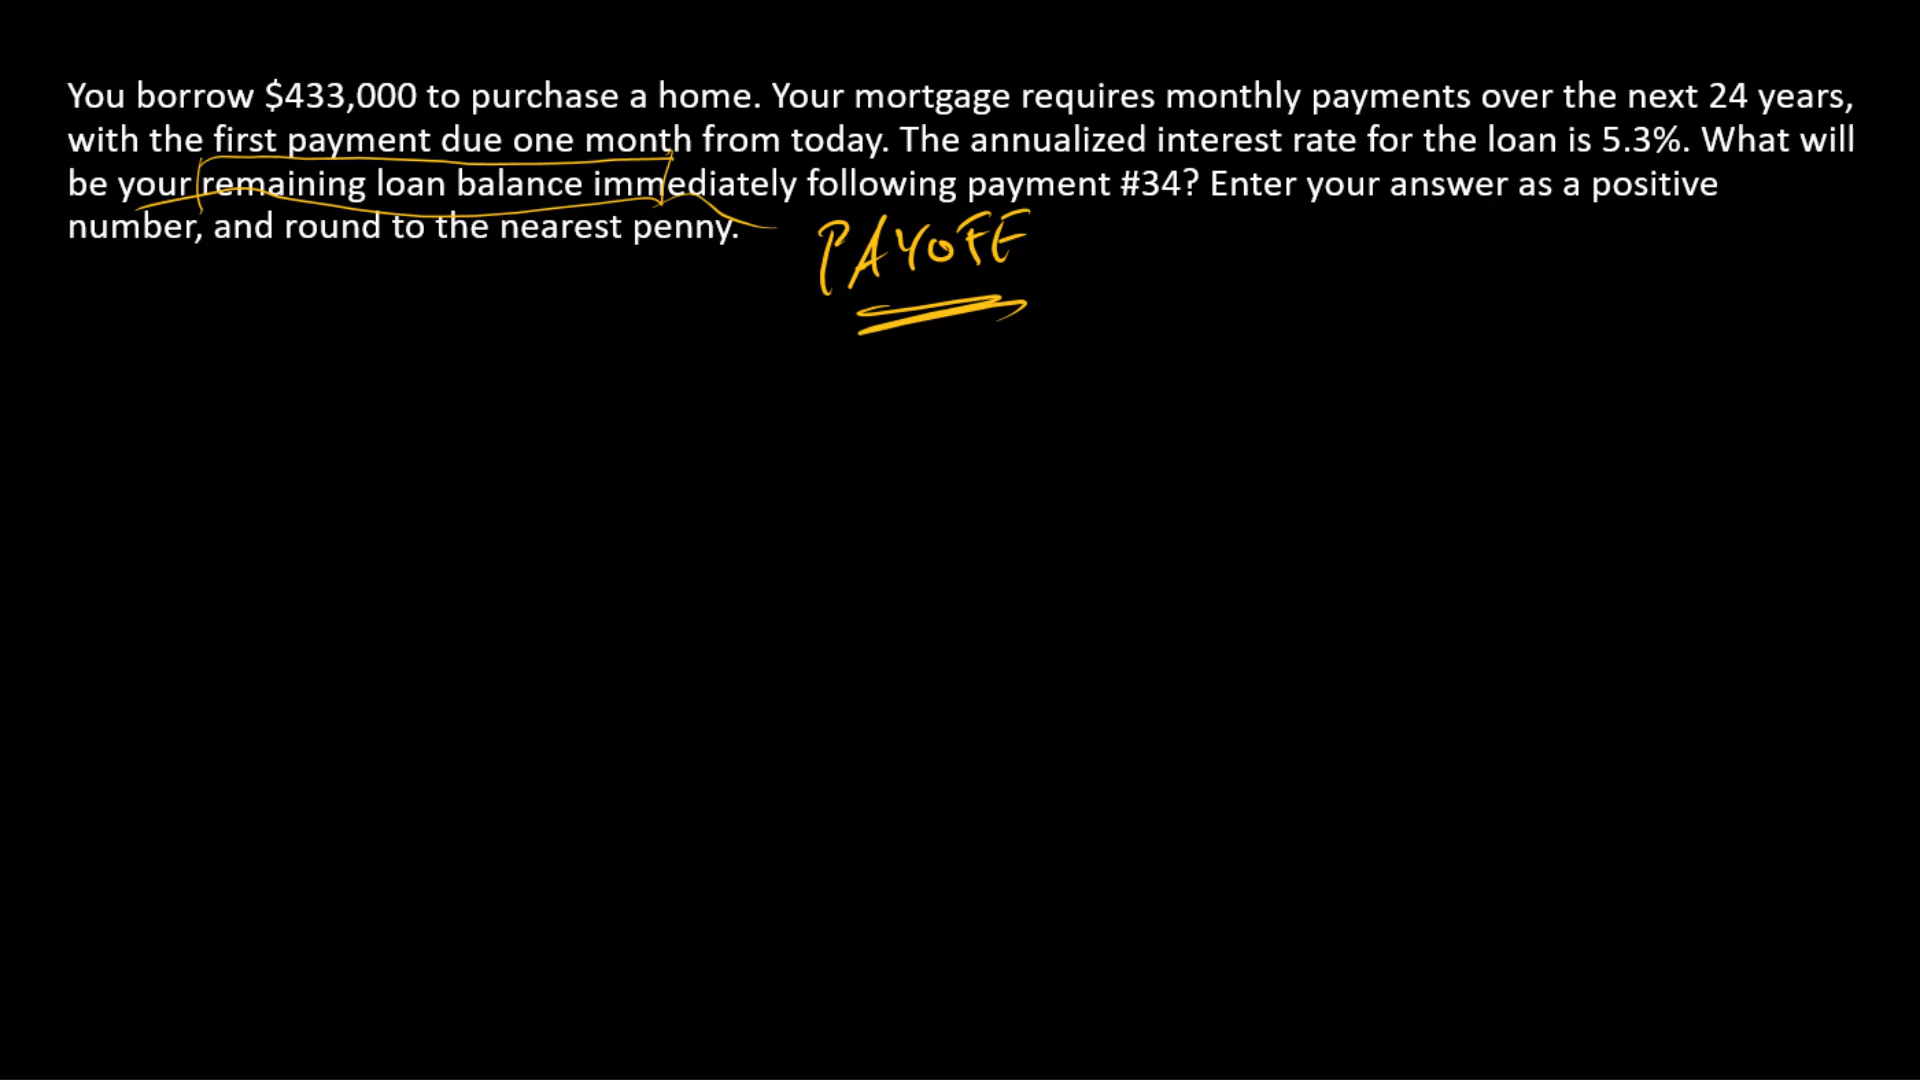 You borrow $433,000 to purchase a home. Your mortgage requires monthly payments over the next 24 years,
with the first payment due one month from today. The annualized interest rate for the loan is 5.3%. What will
be your remaining loan balance immediately following payment #34? Enter your answer as a positive
number, and round to the nearest penny.
PAYOFF